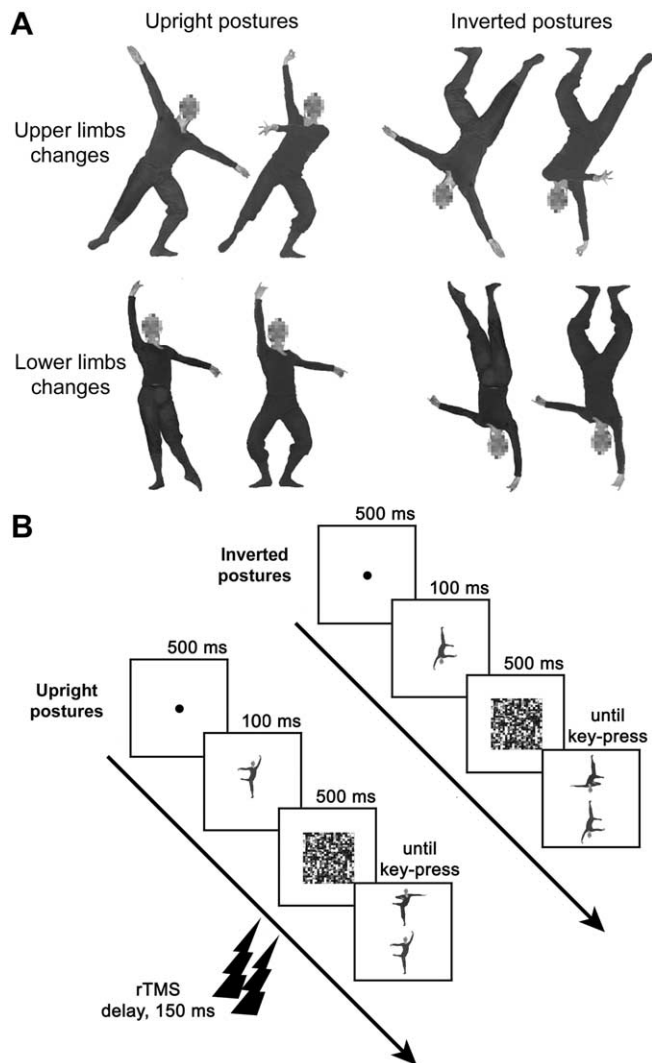 A
Upright postures
Inverted postures
Upper limbs
changes
Lower limbs
changes
B
500 ms
Inverted
postures
100 ms
500 ms
until
key-press
500 ms
Upright
postures
100 ms
500 ms
until
key-press
rTMS
delay, 150 ms